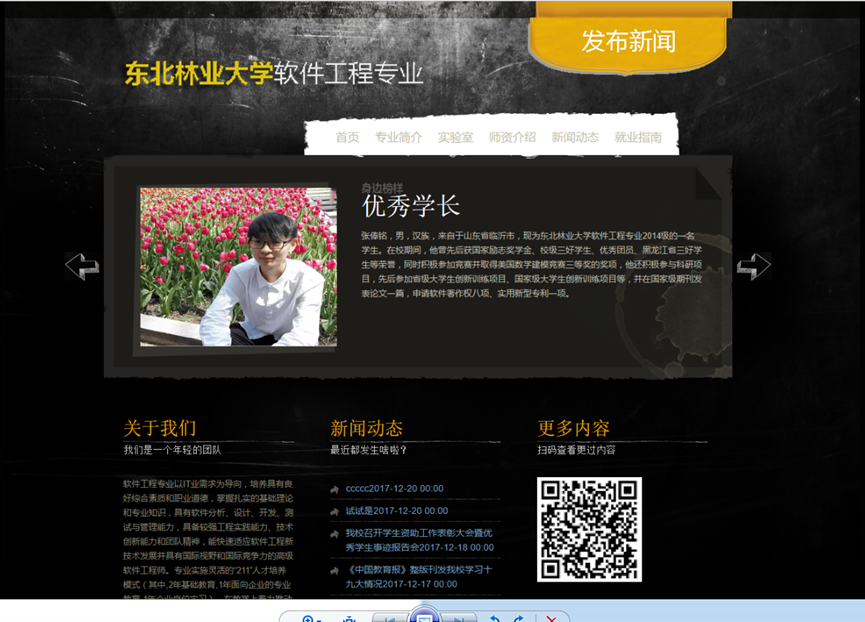 发布新闻
东北林业大学软件工程专业
首页 专业简介 实验室 师资介绍 新闻动态 就业指南
身边榜样
优秀学长
张俸铭，男，汉族，来自于山东省临沂市，现为东北林业大学软件工程专业2014级的一名
学生。在校期间，他曾先后获国家励志奖学金、校级三好学生、优秀团员、黑龙江省三好学
生等荣誉，同时积极参加竞赛并取得美国数学建模竞赛三等奖的奖项，他还积极参与科研项
目，先后参加省级大学生创新训练项目、国家级大学生创新训练项目等，并在国家级期刊发
表论文一篇，申请软件著作权八项、实用新型专利一项。
关于我们
我们是一个年轻的团队
软件工程专业以IT业需求为导向，培养具有良
好综合素质和职业道德，掌握扎实的基础理论
和专业知识，具有软件分析、设计、开发、测
试与管理能力，具备较强工程实践能力、技术
创新能力和团队精神，能快速适应软件工程新
技术发展并具有国际视野和国际竞争力的高级
软件工程师。专业实施灵活的“211”人才培养
模式（其中,2年基础教育,1年面向企业的专业
新闻动态
最近都发生啥啦？
ccccc2017-12-20 00:00
试试是2017-12-20 00:00
我校召开学生资助工作表彰大会暨优
秀学生事迹报告会2017-12-18 00:00
《中国教育报》整版刊发我校学习十
九大情况2017-12-17 00:00
更多内容
扫码查看更过内容